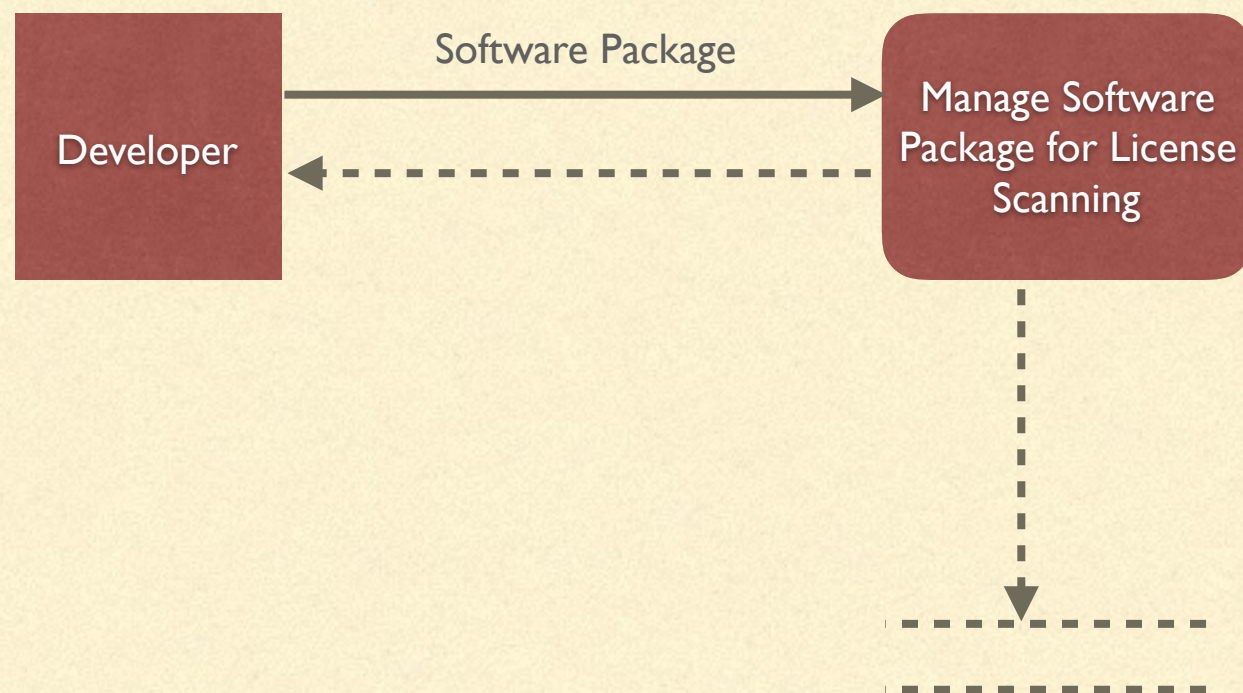 Software Package
Developer
Manage Software
Package for License
Scanning